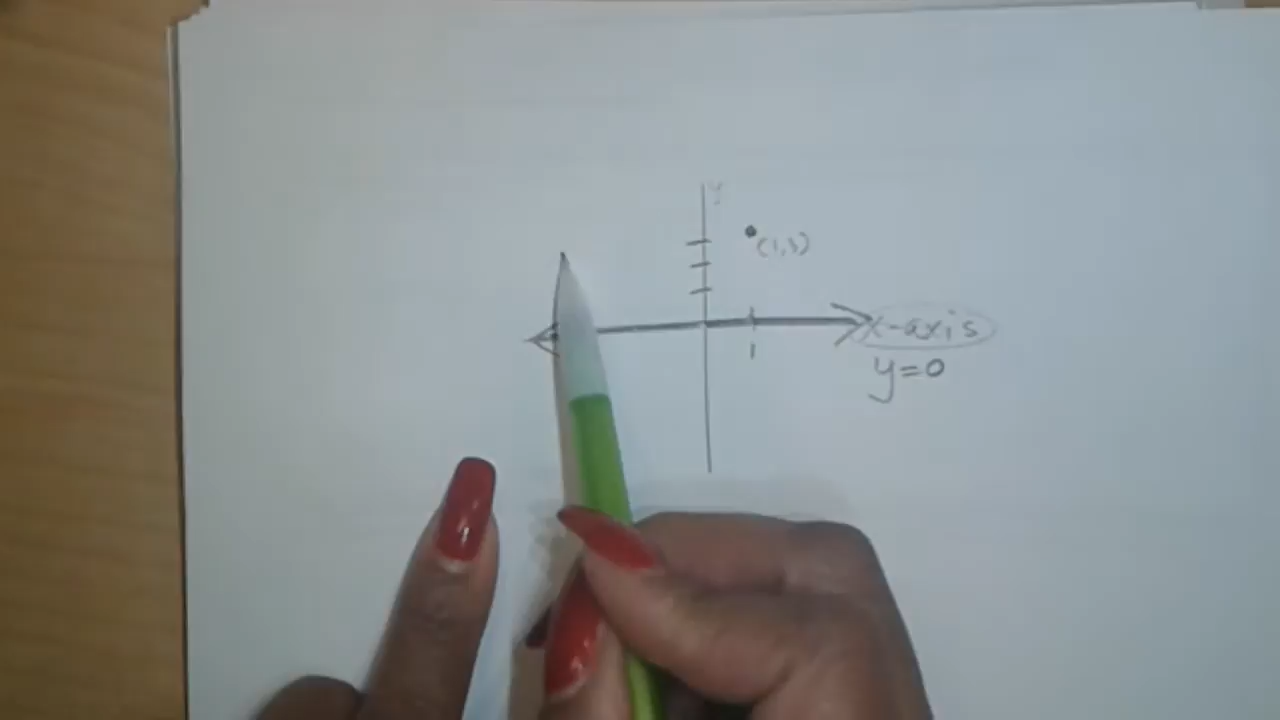 y
(1,3)
x-axis
1
y=0